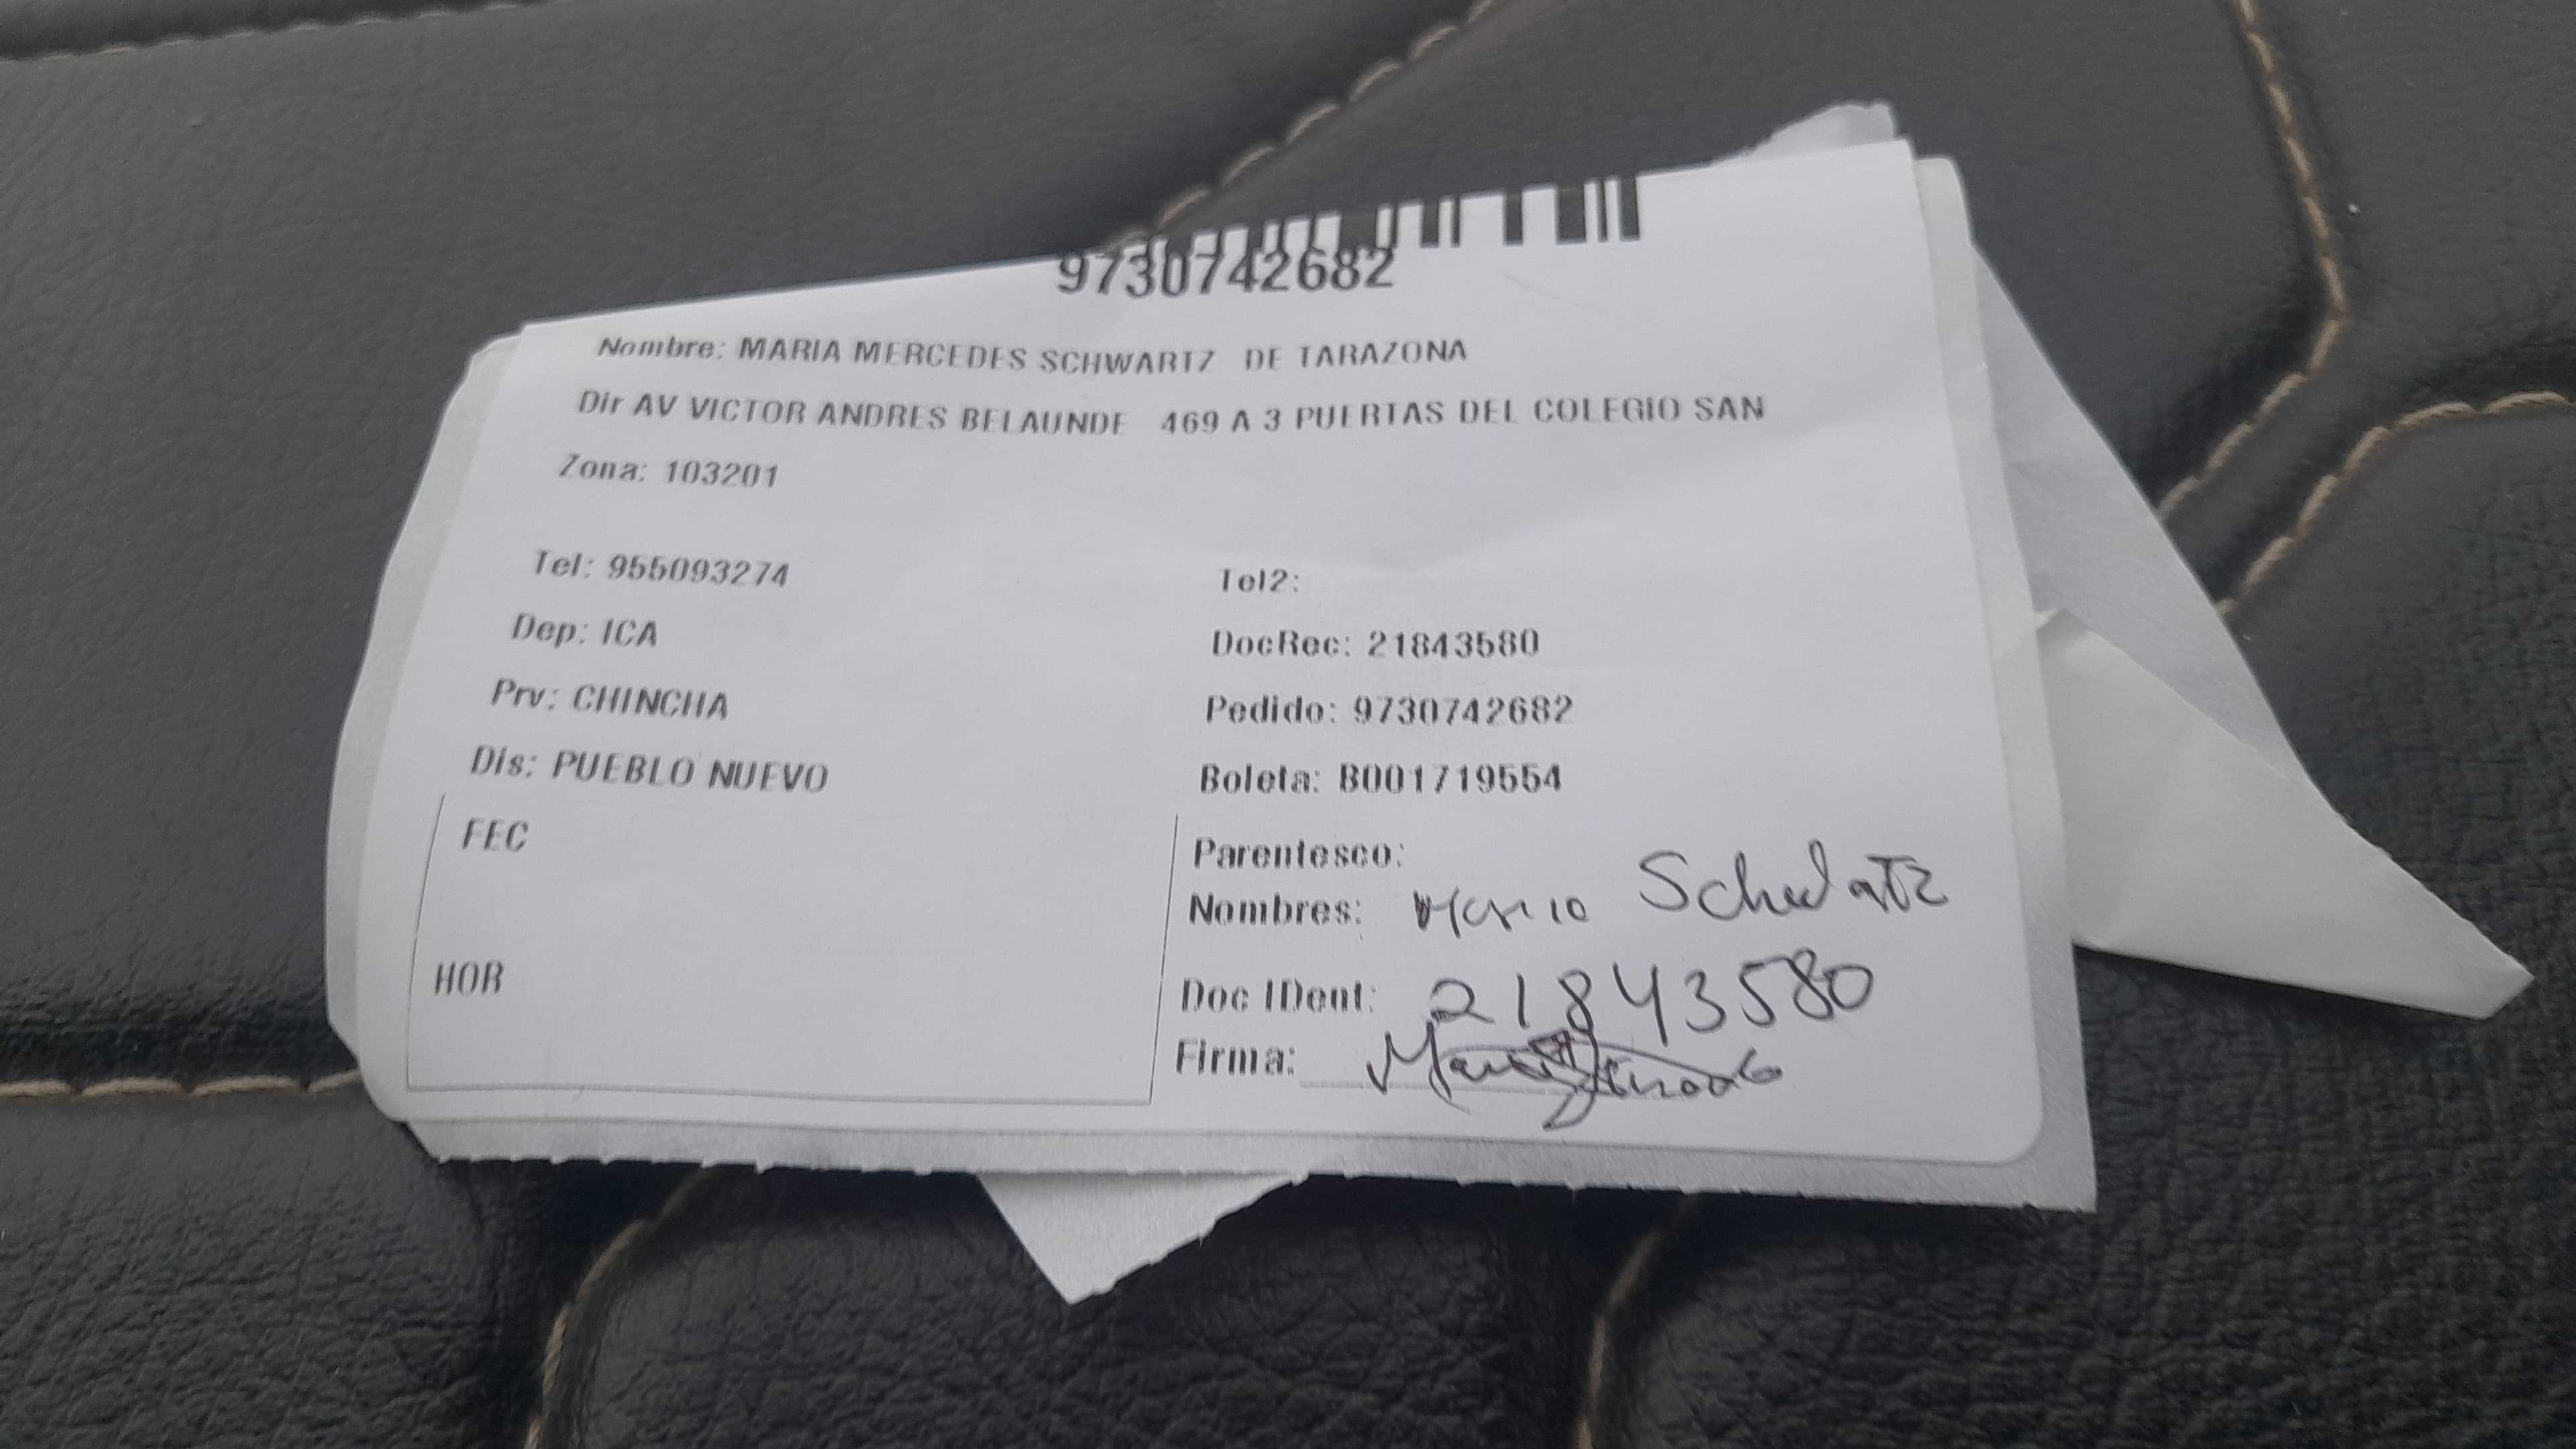 9730742682
Nombre: MARIA MERCEDES SCHWARTZ DE TARAZONA
Dir AV VICTOR ANDRES BELAUNDE 469 A 3 PUERTAS DEL COLEGIO SAN
Zona: 103201
Tel: 955093274 Tel2:
Dep: ICA DocRec: 21843580
Prv: CHINCHA Pedido: 9730742682
Dis: PUEBLO NUEVO Boleta: B001719554
FEC Parentesco:
Nombres:
HOR Doc IDent: 21843580
Firma: